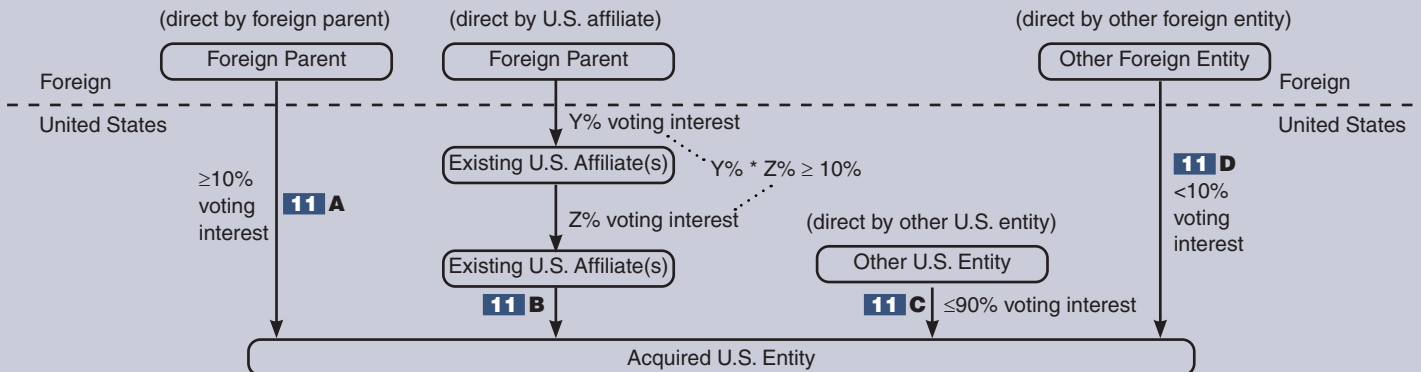 (direct by foreign parent)
(direct by U.S. affiliate)
(direct by other foreign entity)
Foreign Parent
Foreign Parent
Other Foreign Entity
Foreign
Foreign
United States
United States
Y% voting interest
Existing U.S. Affiliate(s)
Y% * Z% ≥ 10%
≥10%
voting
interest
11 A
11 D
<10%
voting
interest
Z% voting interest
(direct by other U.S. entity)
Existing U.S. Affiliate(s)
Other U.S. Entity
11 B
11 C ≤90% voting interest
Acquired U.S. Entity